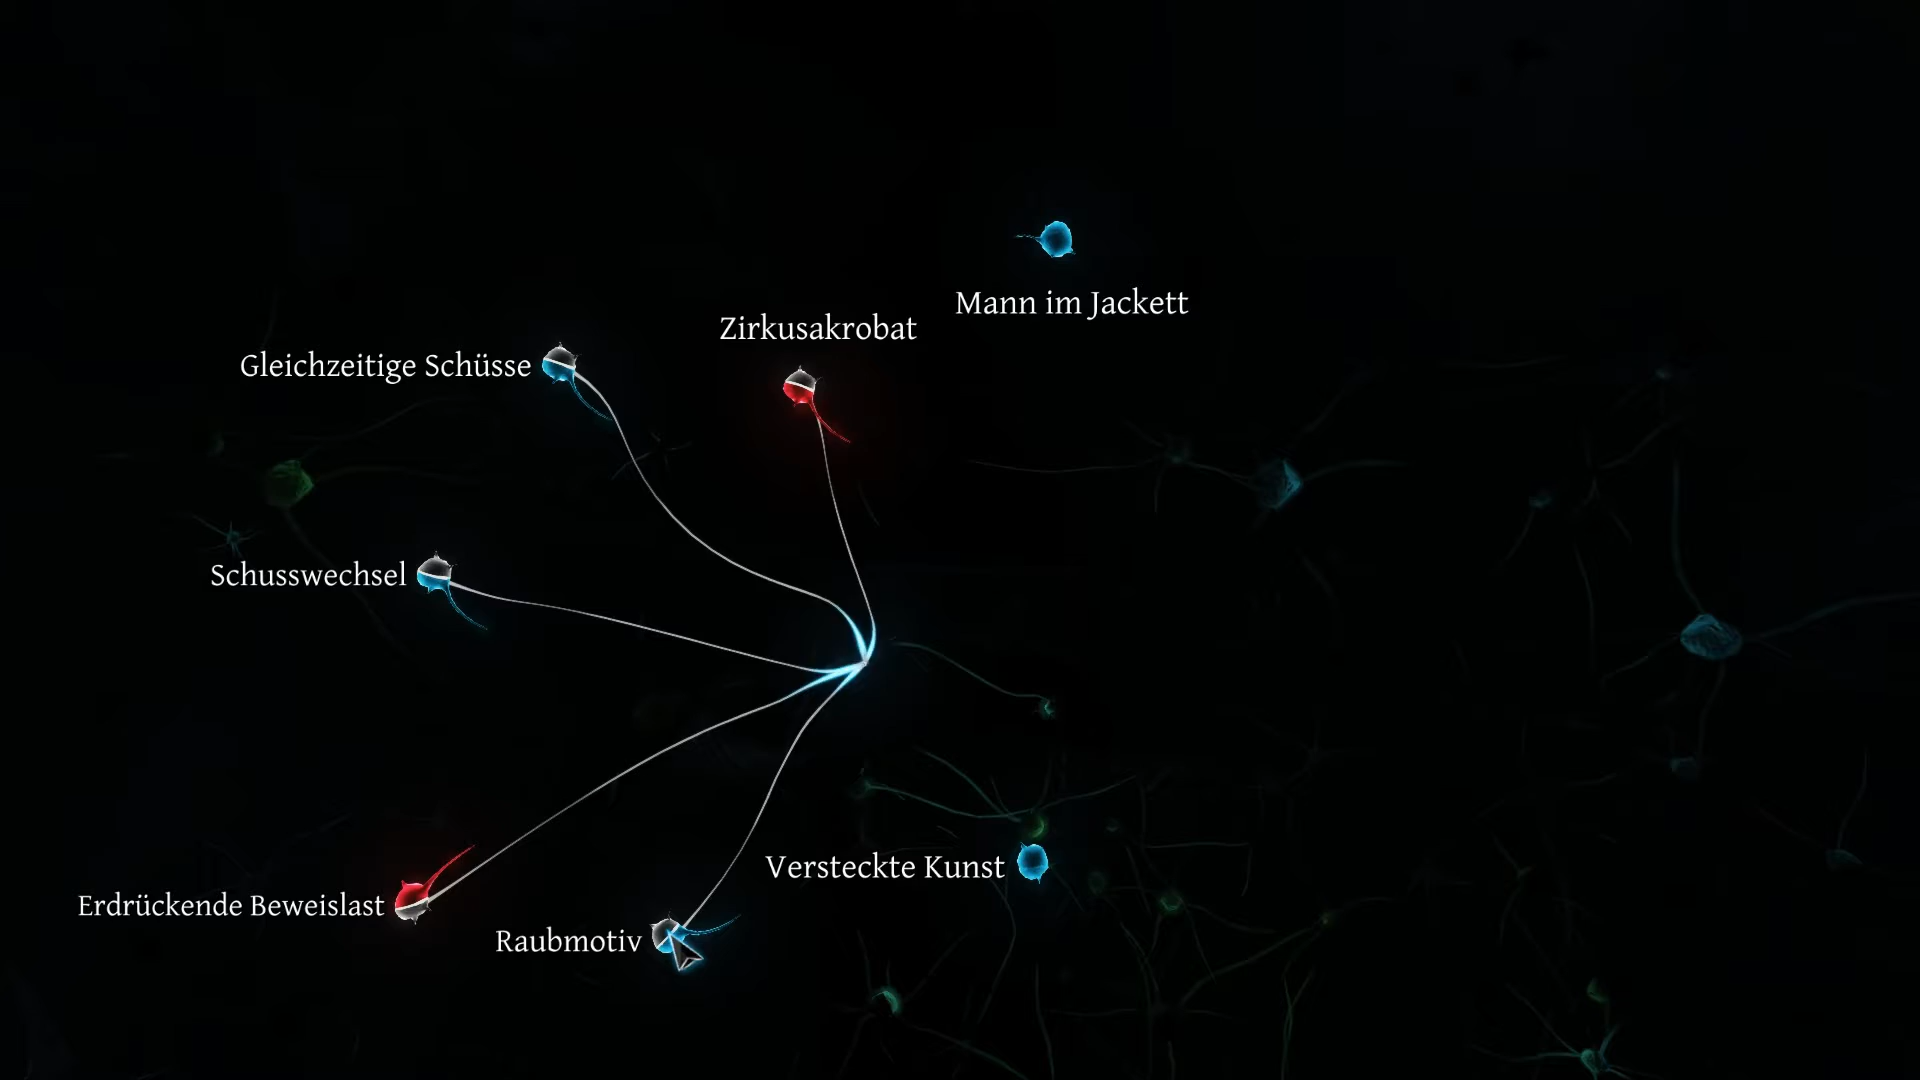 Mann im Jackett
Zirkusakrobat
Gleichzeitige Schüsse
Schusswechsel
Versteckte Kunst
Erdrückende Beweislast
Raubmotiv